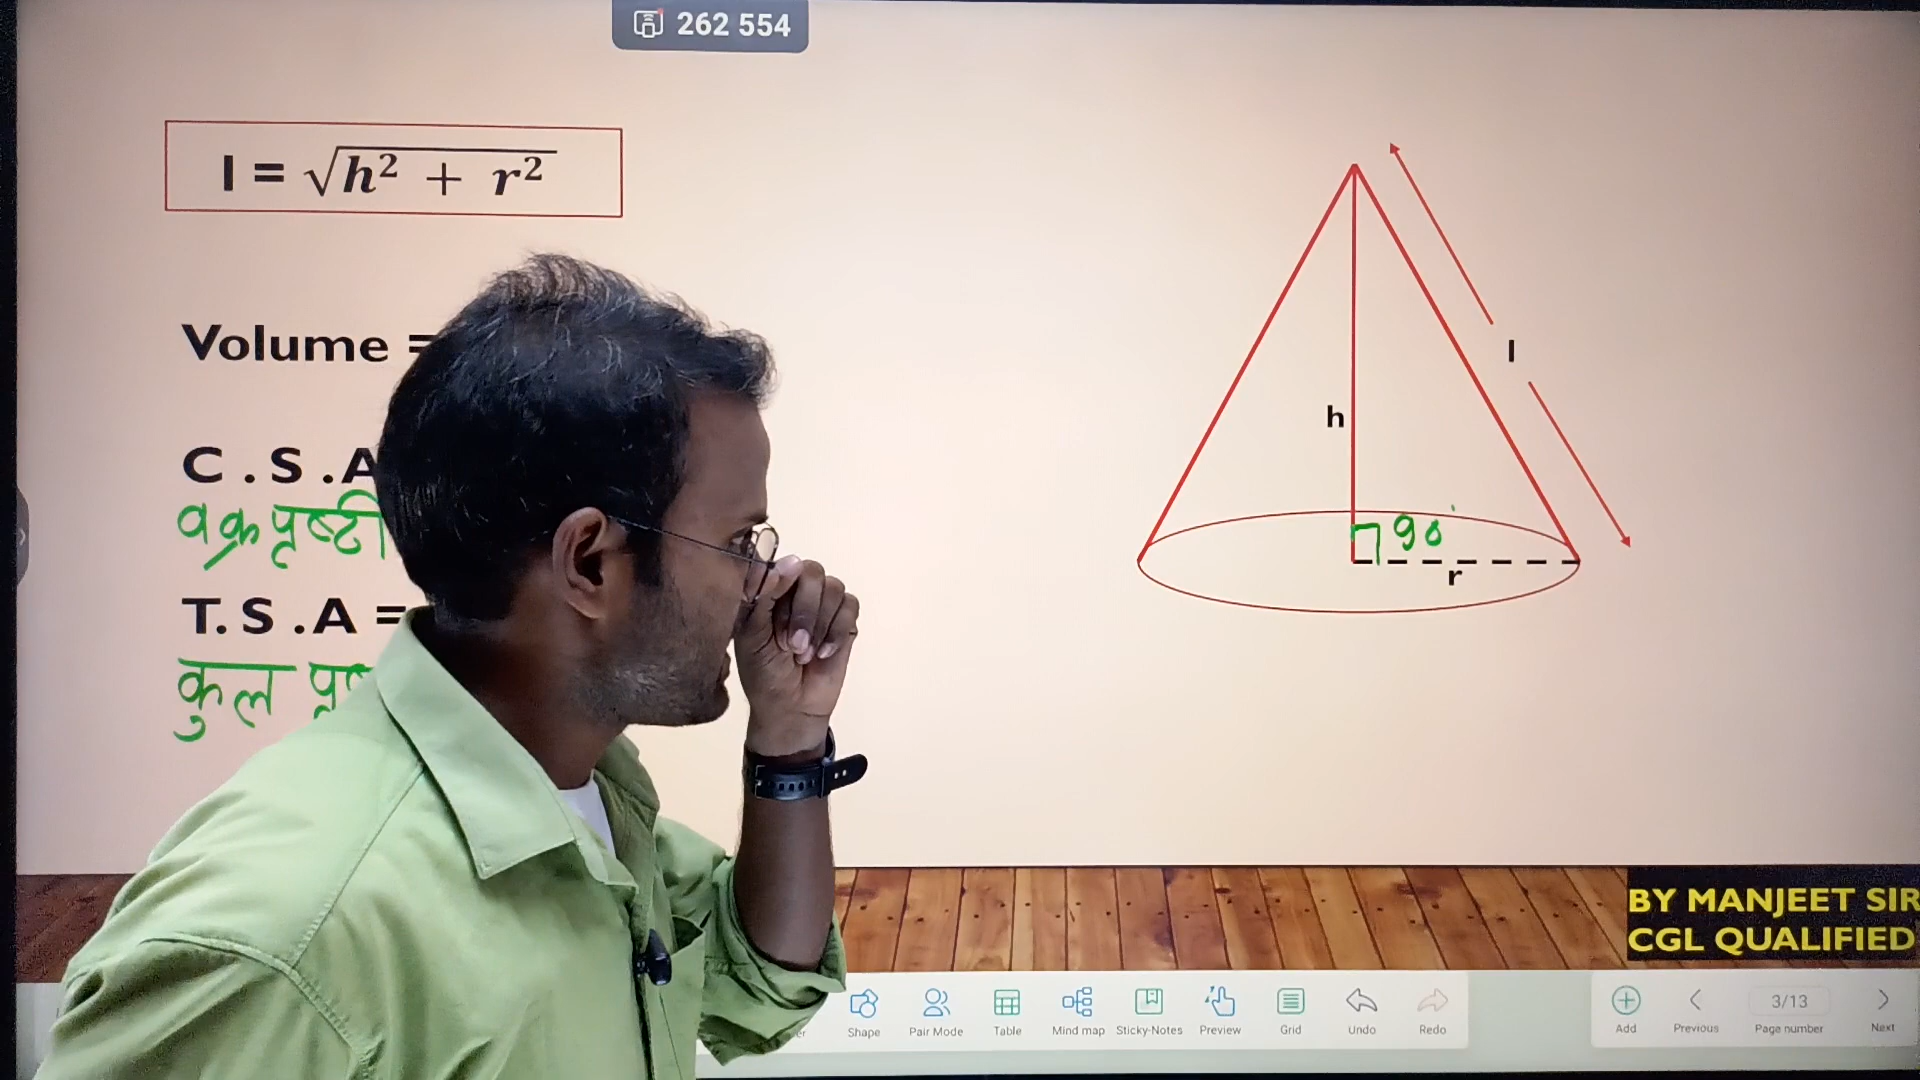 262 554
l = √h² + r²
Volume =
C . S . A
वक्रपृष्ठी
T. S . A =
कुल
h
l
90°
r
BY MANJEET SIR
CGL QUALIFIED
Shape
Pair Mode
Table
Mind map
Sticky-Notes
Preview
Grid
Undo
Redo
Add
Previous
3/13
Page number
Next